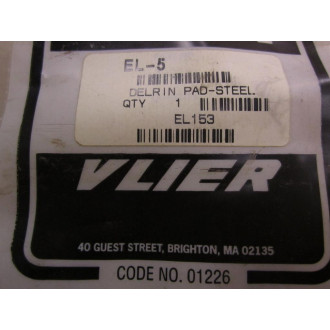 EL-5
DELRIN PAD-STEEL
QTY 1
EL153
VLIER
40 GUEST STREET, BRIGHTON, MA 02135
CODE NO. 01226